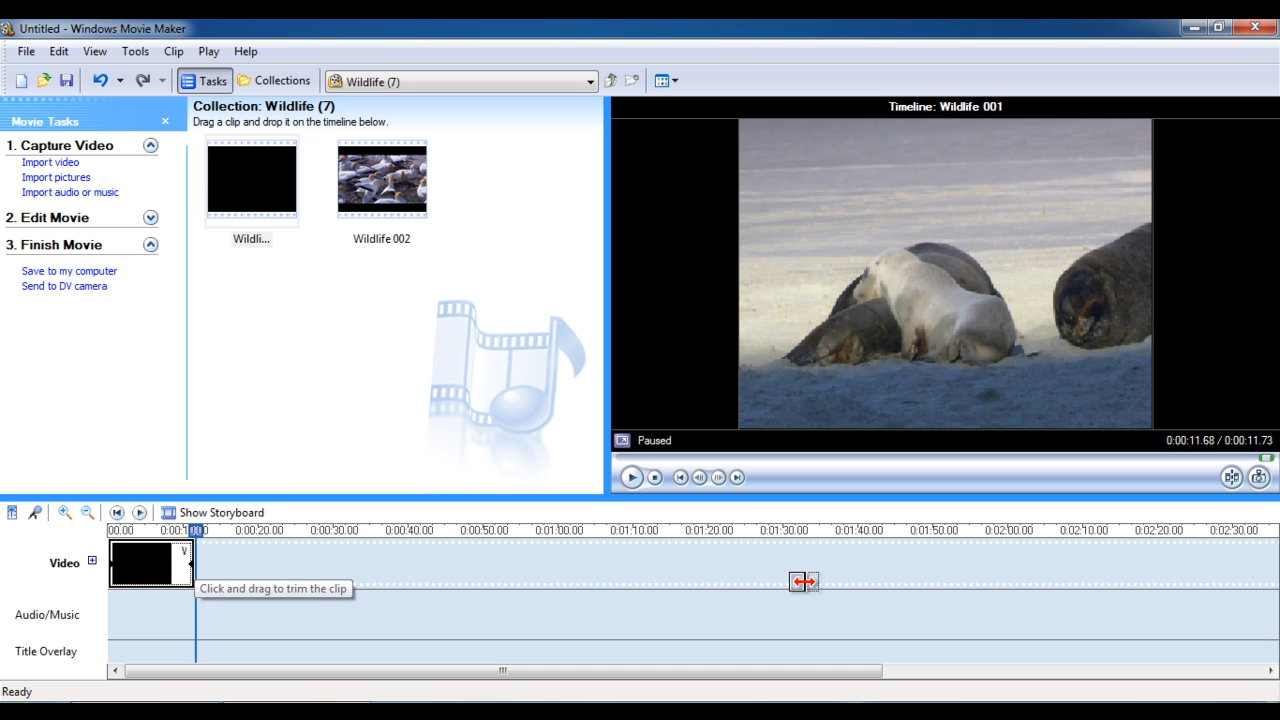 Untitled - Windows Movie Maker
File Edit View Tools Clip Play Help
Tasks Collections Wildlife (7)
Movie Tasks
1. Capture Video
Import video
Import pictures
Import audio or music
2. Edit Movie
3. Finish Movie
Save to my computer
Send to DV camera
Collection: Wildlife (7)
Drag a clip and drop it on the timeline below.
Wildli...
Wildlife 002
Timeline: Wildlife 001
Paused 0:00:11.68 / 0:00:11.73
Show Storyboard
00.00 0:00:20.00 0:00:30.00 0:00:40.00 0:00:50.00 0:01:00.00 0:01:10.00 0:01:20.00 0:01:30.00 0:01:40.00 0:01:50.00 0:02:00.00 0:02:10.00 0:02:20.00 0:02:30.00
Video
Click and drag to trim the clip
Audio/Music
Title Overlay
Ready